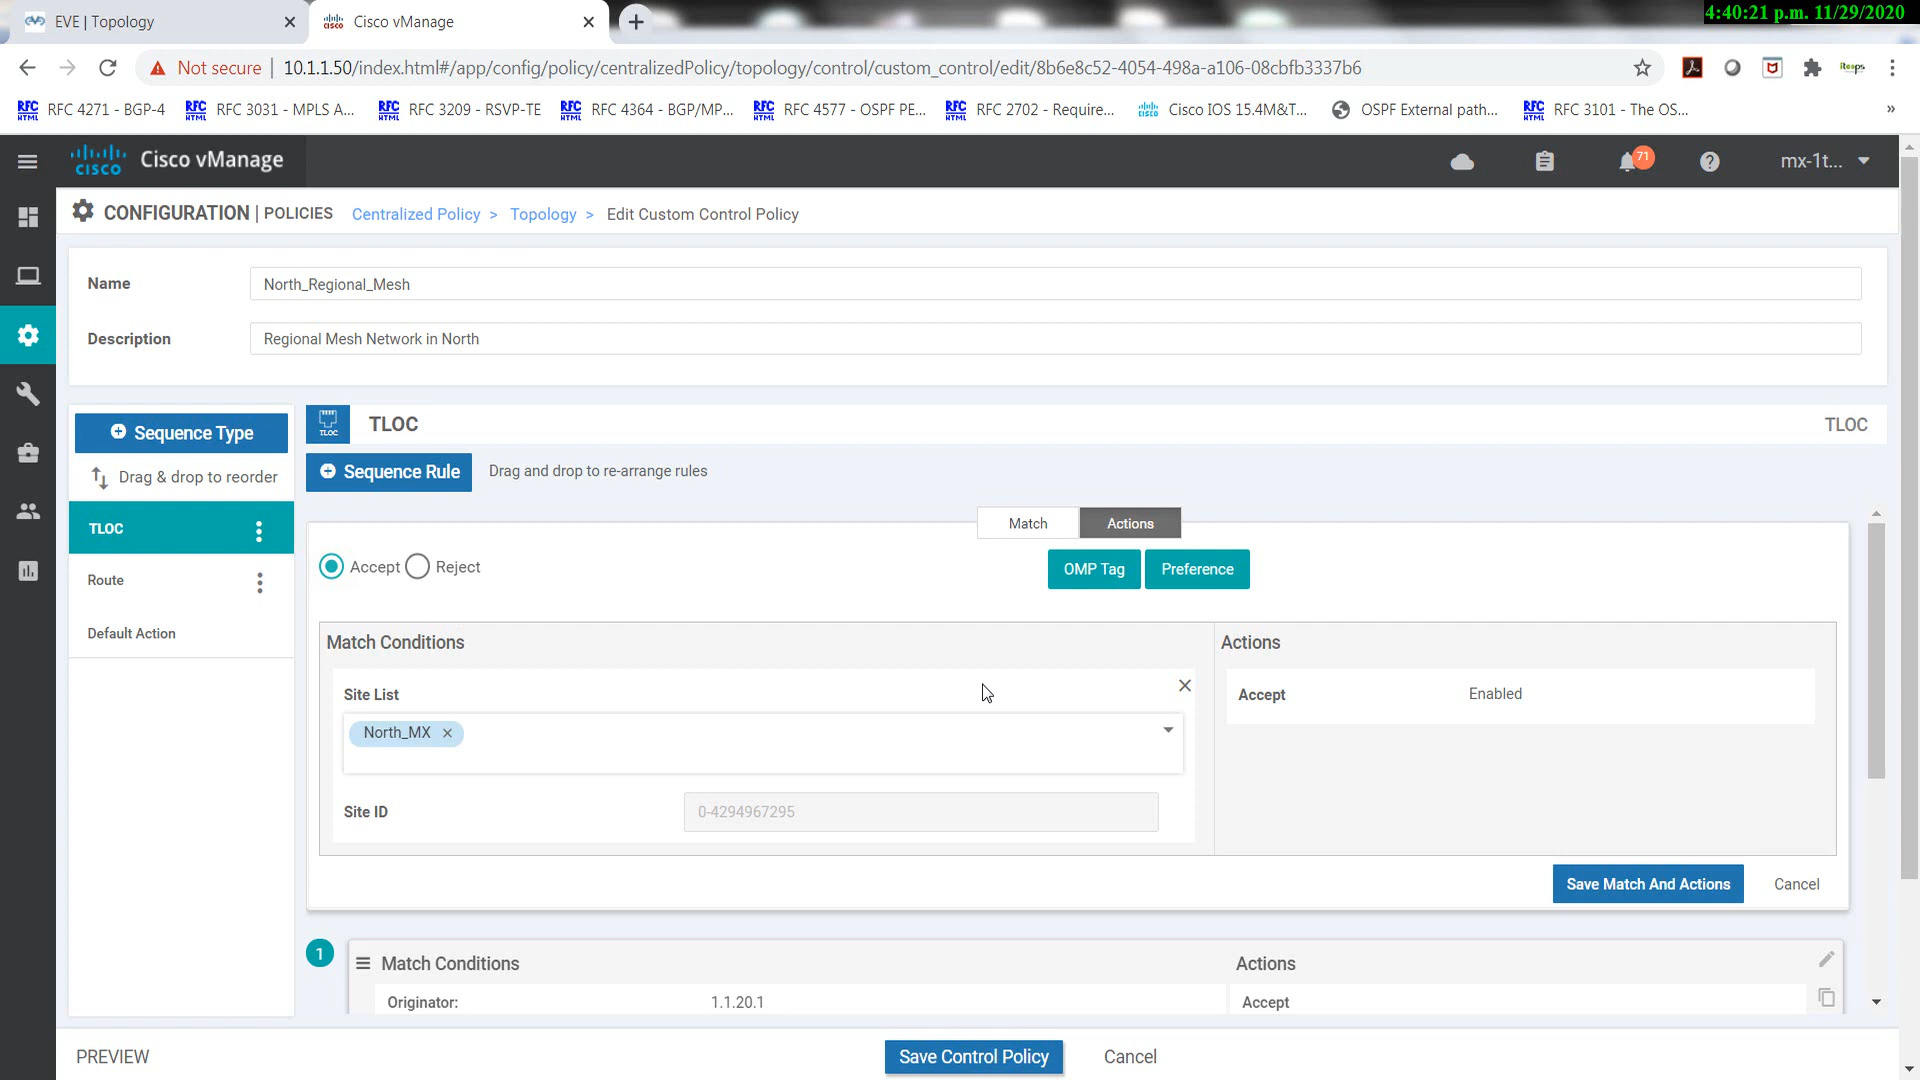 4:40:21 p.m. 11/29/2020
EVE | Topology
Cisco vManage
Not secure | 10.1.1.50/index.html#/app/config/policy/centralizedPolicy/topology/control/custom_control/edit/8b6e8c52-4054-498a-a106-08cbfb3337b6
RFC 4271 - BGP-4
RFC 3031 - MPLS A...
RFC 3209 - RSVP-TE
RFC 4364 - BGP/MP...
RFC 4577 - OSPF PE...
RFC 2702 - Require...
Cisco IOS 15.4M&T...
OSPF External path...
RFC 3101 - The OS...
»
cisco Cisco vManage
71
mx-1t...
CONFIGURATION | POLICIES Centralized Policy > Topology > Edit Custom Control Policy
Name North_Regional_Mesh
Description Regional Mesh Network in North
Sequence Type
Drag & drop to reorder
TLOC
Route
Default Action
TLOC TLOC TLOC
Sequence Rule Drag and drop to re-arrange rules
Match Actions
Accept Reject
OMP Tag Preference
Match Conditions
Site List
North_MX
Site ID 0-4294967295
Actions
Accept Enabled
Save Match And Actions Cancel
1 Match Conditions Actions
Originator: 1.1.20.1 Accept
PREVIEW Save Control Policy Cancel